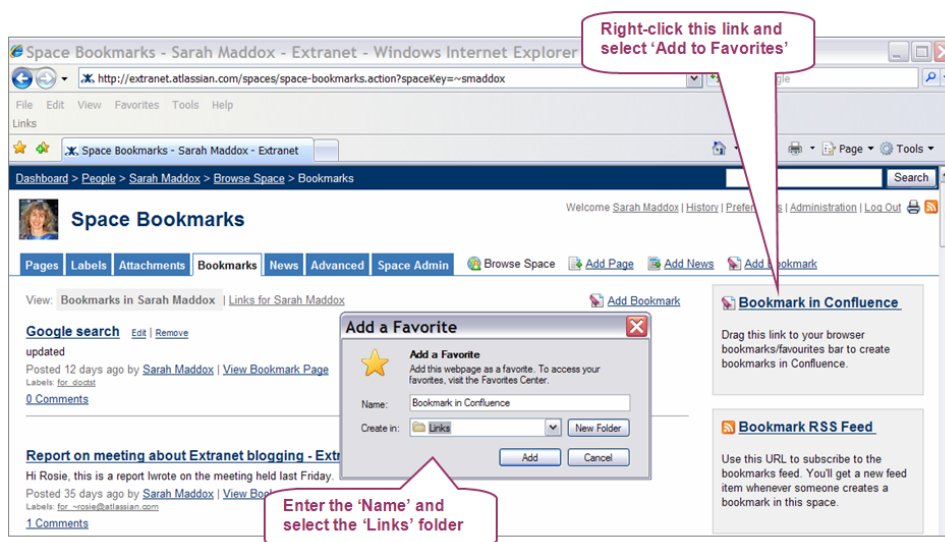 Right-click this link and
select ‘Add to Favorites’
Space Bookmarks - Sarah Maddox - Extranet - Windows Internet Explorer
http://extranet.atlassian.com/spaces/space-bookmarks.action?spaceKey=~smaddox
File Edit View Favorites Tools Help
Links
Space Bookmarks - Sarah Maddox - Extranet
Page Tools
Dashboard > People > Sarah Maddox > Browse Space > Bookmarks
Search
Welcome Sarah Maddox | History | | Administration | Log Out
Space Bookmarks
Pages Labels Attachments Bookmarks News Advanced Space Admin Browse Space Add Page Add News Add
View: Bookmarks in Sarah Maddox | Links for Sarah Maddox
Add Bookmark
Google search Edit | Remove
updated
Posted 12 days ago by Sarah Maddox | View Bookmark Page
Labels: for_doctst
0 Comments
Report on meeting about Extranet blogging -
Hi Rosie, this is a report Iwrote on the meeting held last Friday.
Posted 35 days ago by Sarah Maddox | View
Labels: for_~rosie@atlassian.com
1 Comments
Add a Favorite
Add a Favorite
Add this webpage as a favorite. To access your
favorites, visit the Favorites Center.
Name: Bookmark in Confluence
Create in: Links New Folder
Add Cancel
Enter the ‘Name’ and
select the ‘Links’ folder
Bookmark in Confluence
Drag this link to your browser
bookmarks/favourites bar to create
bookmarks in Confluence.
Bookmark RSS Feed
Use this URL to subscribe to the
bookmarks feed. You'll get a new feed
item whenever someone creates a
bookmark in this space.